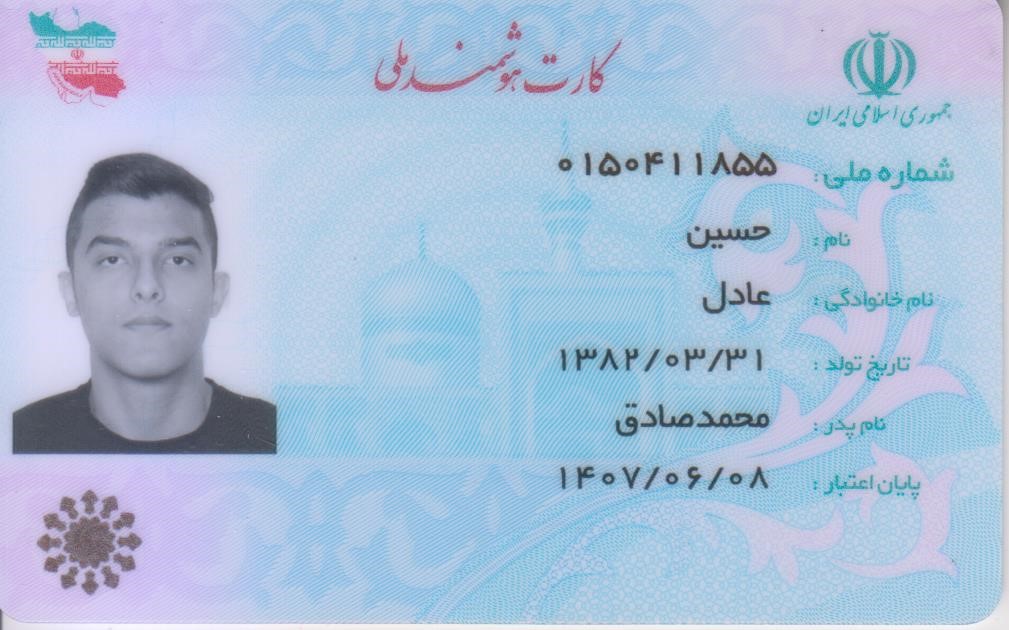 کارت هوشمند ملی
جمهوری اسلامی ایران
شماره ملی: ۰۱۵۰۴۱۱۸۵۵
نام: حسین
نام خانوادگی: عادل
تاریخ تولد: ۱۳۸۲/۰۳/۳۱
نام پدر: محمدصادق
پایان اعتبار: ۱۴۰۷/۰۶/۰۸